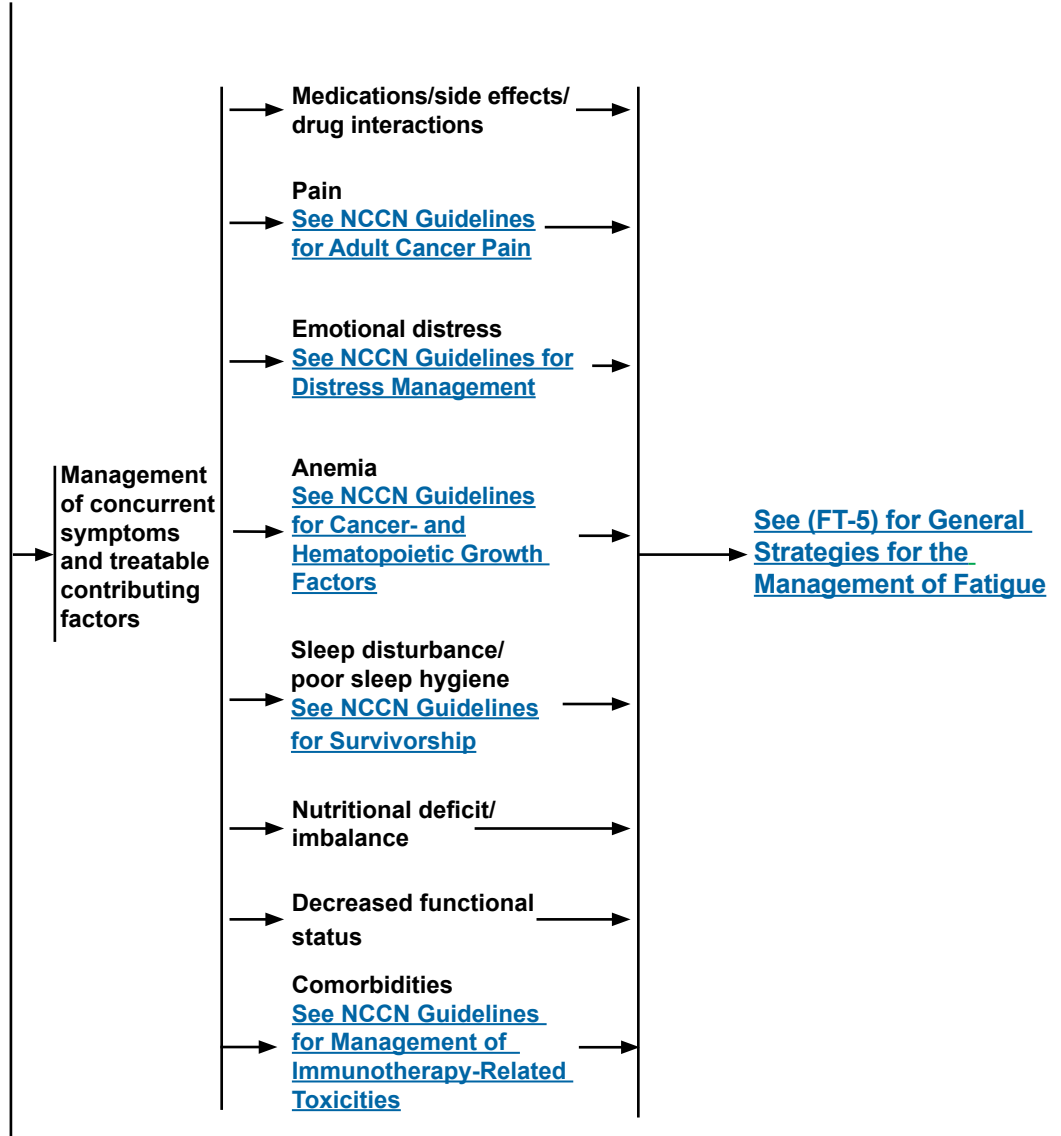 Management
of concurrent
symptoms
and treatable
contributing
factors
Medications/side effects/
drug interactions
Pain
See NCCN Guidelines
for Adult Cancer Pain
Emotional distress
See NCCN Guidelines for
Distress Management
Anemia
See NCCN Guidelines
for Cancer- and
Hematopoietic Growth
Factors
Sleep disturbance/
poor sleep hygiene
See NCCN Guidelines
for Survivorship
Nutritional deficit/
imbalance
Decreased functional
status
Comorbidities
See NCCN Guidelines
for Management of
Immunotherapy-Related
Toxicities
See (FT-5) for General
Strategies for the
Management of Fatigue